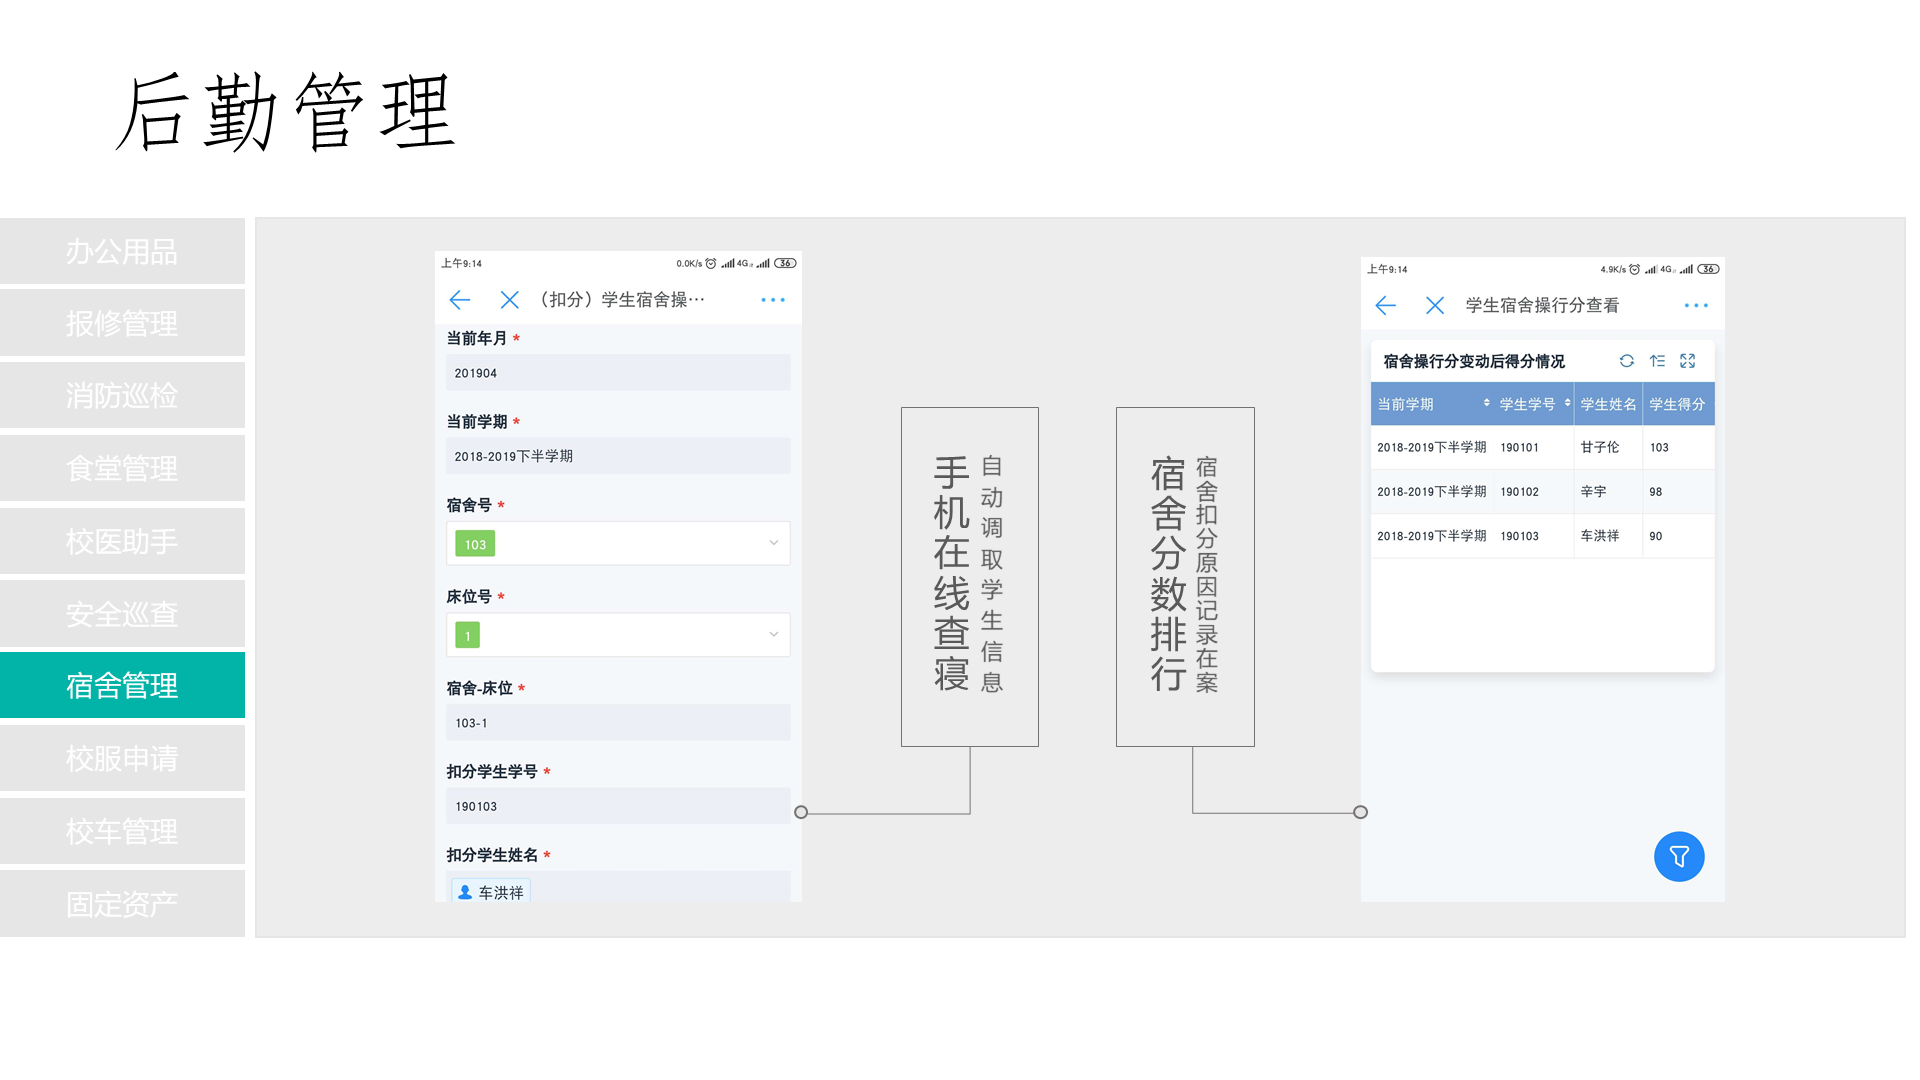 后勤管理
办公用品
报修管理
消防巡检
食堂管理
校医助手
安全巡查
宿舍管理
校服申请
校车管理
固定资产
上午9:14
0.0K/s 4G 36
（扣分）学生宿舍操···
当前年月 *
201904
当前学期 *
2018-2019下半学期
宿舍号 *
103
床位号 *
1
宿舍-床位 *
103-1
扣分学生学号 *
190103
扣分学生姓名 *
车洪祥
手机在线查寝
自动调取学生信息
宿舍分数排行
宿舍扣分原因记录在案
上午9:14
4.9K/s 4G 36
学生宿舍操行分查看
宿舍操行分变动后得分情况
当前学期 学生学号 学生姓名 学生得分
2018-2019下半学期 190101 甘子伦 103
2018-2019下半学期 190102 辛宇 98
2018-2019下半学期 190103 车洪祥 90